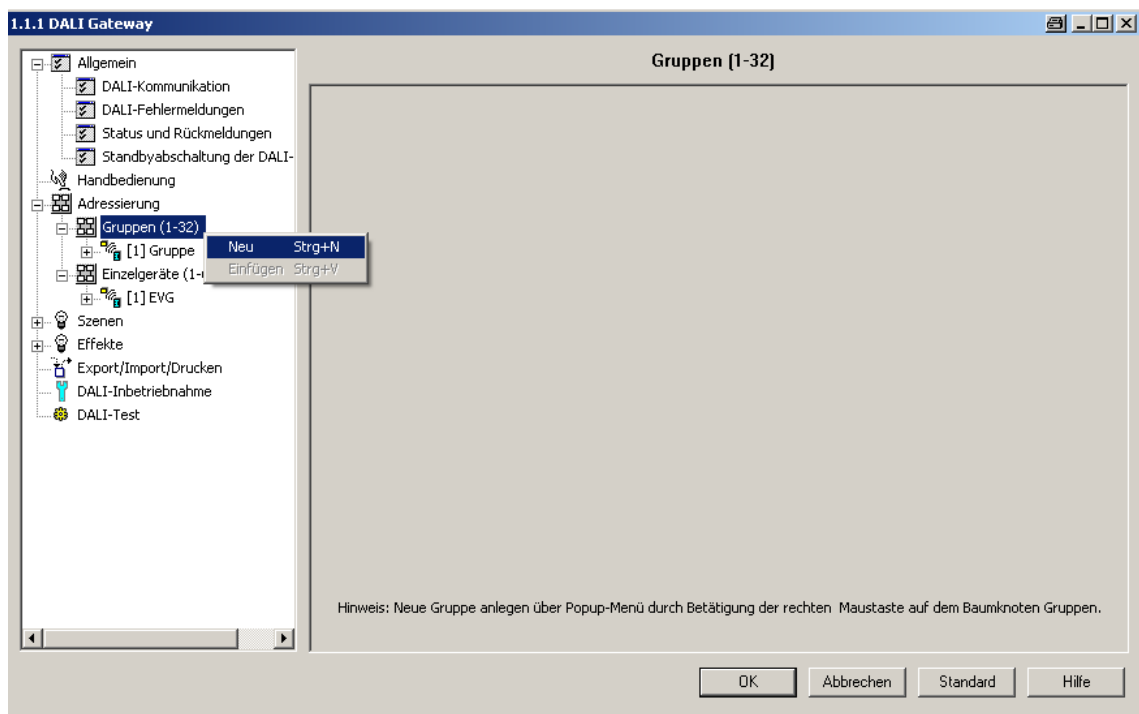 1.1.1 DALI Gateway
Allgemein
DALI-Kommunikation
DALI-Fehlermeldungen
Status und Rückmeldungen
Standbyabschaltung der DALI-
Handbedienung
Adressierung
Gruppen (1-32)
[1] Gruppe
Einzelgeräte (1-
[1] EVG
Szenen
Effekte
Export/Import/Drucken
DALI-Inbetriebnahme
DALI-Test
Neu Strg+N
Einfügen Strg+V
Gruppen (1-32)
Hinweis: Neue Gruppe anlegen über Popup-Menü durch Betätigung der rechten Maustaste auf dem Baumknoten Gruppen.
OK Abbrechen Standard Hilfe